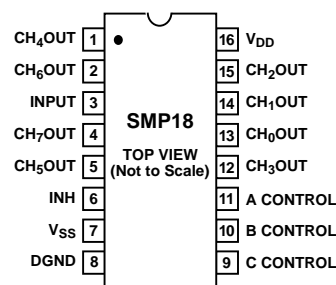 CH4OUT 1 16 VDD
CH6OUT 2 15 CH2OUT
INPUT 3 14 CH1OUT
CH7OUT 4 SMP18 13 CH0OUT
CH5OUT 5 TOP VIEW (Not to Scale) 12 CH3OUT
INH 6 11 A CONTROL
VSS 7 10 B CONTROL
DGND 8 9 C CONTROL